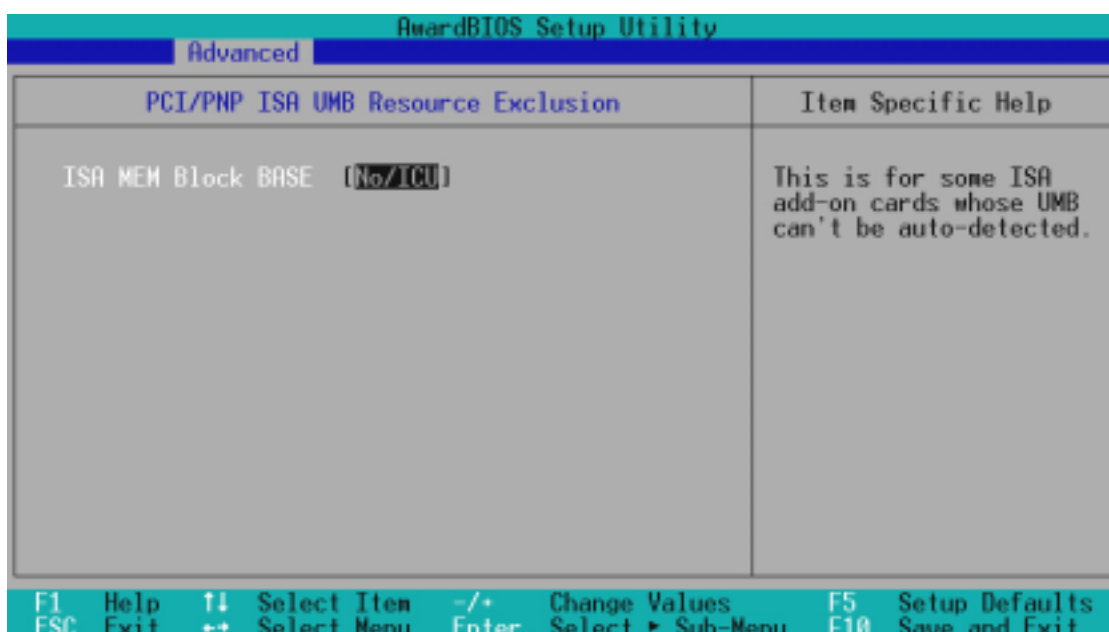 AwardBIOS Setup Utility
Advanced
PCI/PNP ISA UMB Resource Exclusion
Item Specific Help
ISA MEM Block BASE [No/ICU]
This is for some ISA
add-on cards whose UMB
can't be auto-detected.
F1 Help ↑↓ Select Item -/+ Change Values F5 Setup Defaults
ESC Exit ←→ Select Menu Enter Select ► Sub-Menu F10 Save and Exit